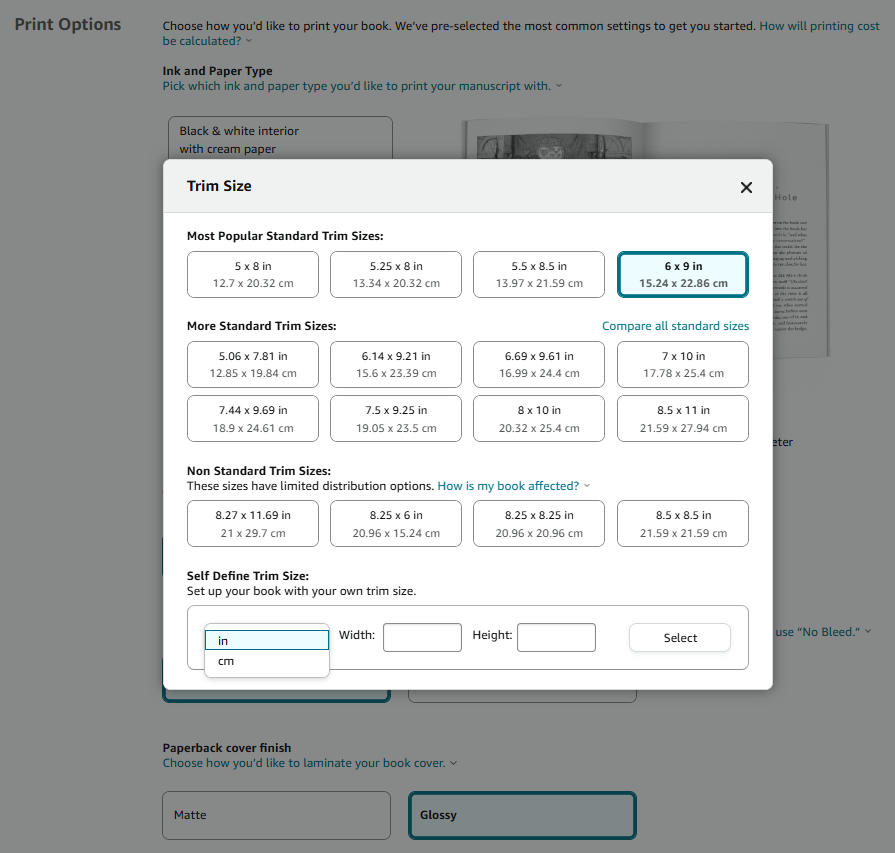 Print Options
Choose how you'd like to print your book. We've pre-selected the most common settings to get you started. How will printing cost
be calculated?
Ink and Paper Type
Pick which ink and paper type you'd like to print your manuscript with.
Black & white interior
with cream paper
Hole
Trim Size
Most Popular Standard Trim Sizes:
5 x 8 in
12.7 x 20.32 cm
5.25 x 8 in
13.34 x 20.32 cm
5.5 x 8.5 in
13.97 x 21.59 cm
6 x 9 in
15.24 x 22.86 cm
More Standard Trim Sizes:
Compare all standard sizes
5.06 x 7.81 in
12.85 x 19.84 cm
6.14 x 9.21 in
15.6 x 23.39 cm
6.69 x 9.61 in
16.99 x 24.4 cm
7 x 10 in
17.78 x 25.4 cm
7.44 x 9.69 in
18.9 x 24.61 cm
7.5 x 9.25 in
19.05 x 23.5 cm
8 x 10 in
20.32 x 25.4 cm
8.5 x 11 in
21.59 x 27.94 cm
eter
Non Standard Trim Sizes:
These sizes have limited distribution options. How is my book affected?
8.27 x 11.69 in
21 x 29.7 cm
8.25 x 6 in
20.96 x 15.24 cm
8.25 x 8.25 in
20.96 x 20.96 cm
8.5 x 8.5 in
21.59 x 21.59 cm
Self Define Trim Size:
Set up your book with your own trim size.
in
cm
Width:
Height:
Select
use “No Bleed.”
Paperback cover finish
Choose how you'd like to laminate your book cover.
Matte
Glossy